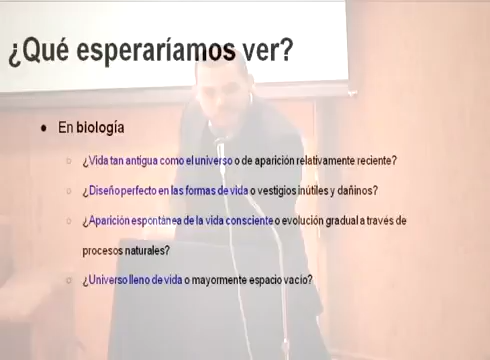 ¿Qué esperaríamos ver?
En biología
¿Vida tan antigua como el universo o de aparición relativamente reciente?
¿Diseño perfecto en las formas de vida o vestigios inútiles y dañinos?
¿Aparición espontánea de la vida consciente o evolución gradual a través de
procesos naturales?
¿Universo lleno de vida o mayormente espacio vacío?